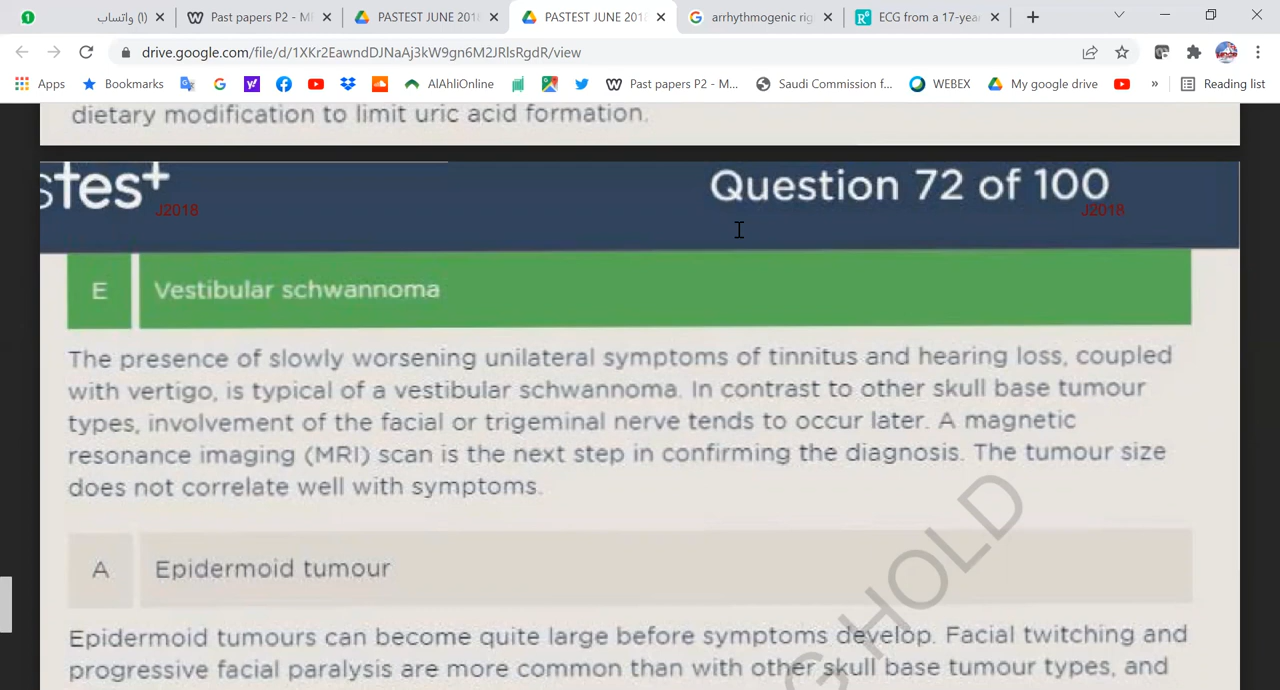 (١) واتساب
Past papers P2 - M
PASTEST JUNE 201
PASTEST JUNE 201
arrhythmogenic rig
ECG from a 17-yea
drive.google.com/file/d/1XKr2EawndDJNaAj3kW9gn6M2JRlsRgdR/view
Apps
Bookmarks
AlAhliOnline
Past papers P2 - M...
Saudi Commission f...
WEBEX
My google drive
»
Reading list
dietary modification to limit uric acid formation.
stest+
J2018
Question 72 of 100
J2018
E Vestibular schwannoma
The presence of slowly worsening unilateral symptoms of tinnitus and hearing loss, coupled
with vertigo, is typical of a vestibular schwannoma. In contrast to other skull base tumour
types, involvement of the facial or trigeminal nerve tends to occur later. A magnetic
resonance imaging (MRI) scan is the next step in confirming the diagnosis. The tumour size
does not correlate well with symptoms.
A Epidermoid tumour
Epidermoid tumours can become quite large before symptoms develop. Facial twitching and
progressive facial paralysis are more common than with other skull base tumour types, and
G HOLD